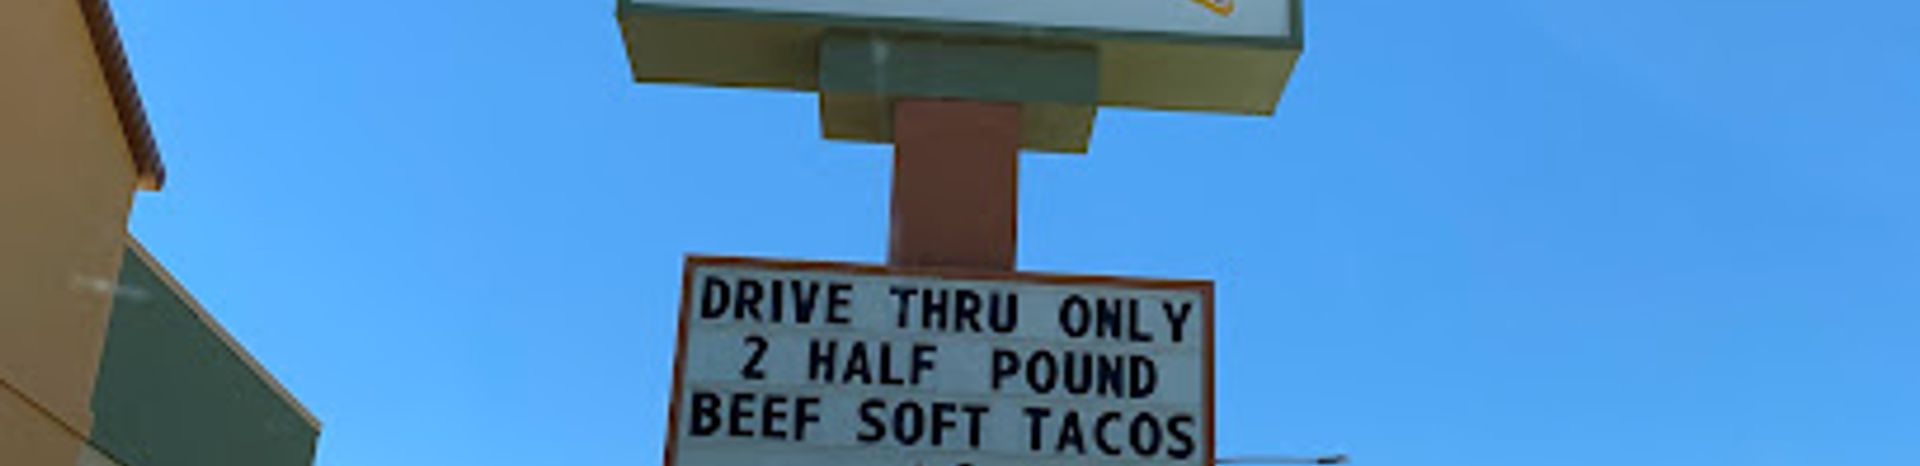 DRIVE THRU ONLY
2 HALF POUND
BEEF SOFT TACOS